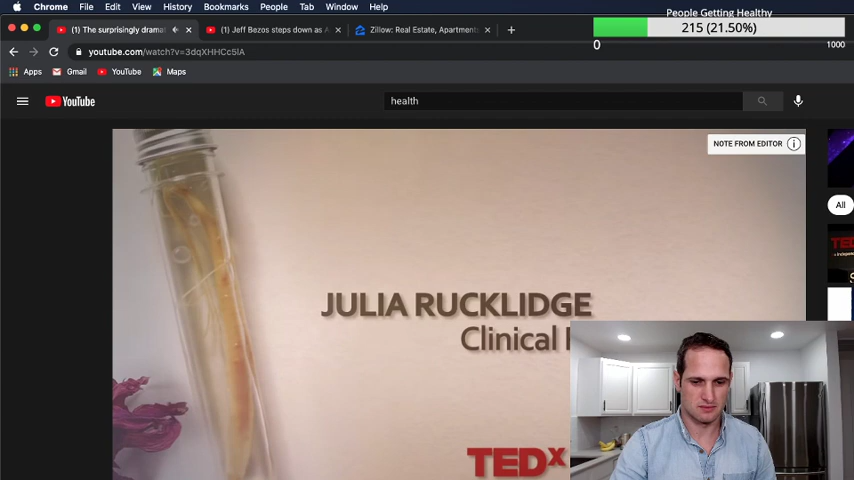 Chrome File Edit View History Bookmarks People Tab Window Help
People Getting Healthy
215 (21.50%)
0 1000
(1) The surprisingly dramat
(1) Jeff Bezos steps down as A
Zillow: Real Estate, Apartment
youtube.com/watch?v=3dqXHHCc5lA
Apps Gmail YouTube Maps
YouTube
health
NOTE FROM EDITOR
All
TED
JULIA RUCKLIDGE
Clinical
TEDx